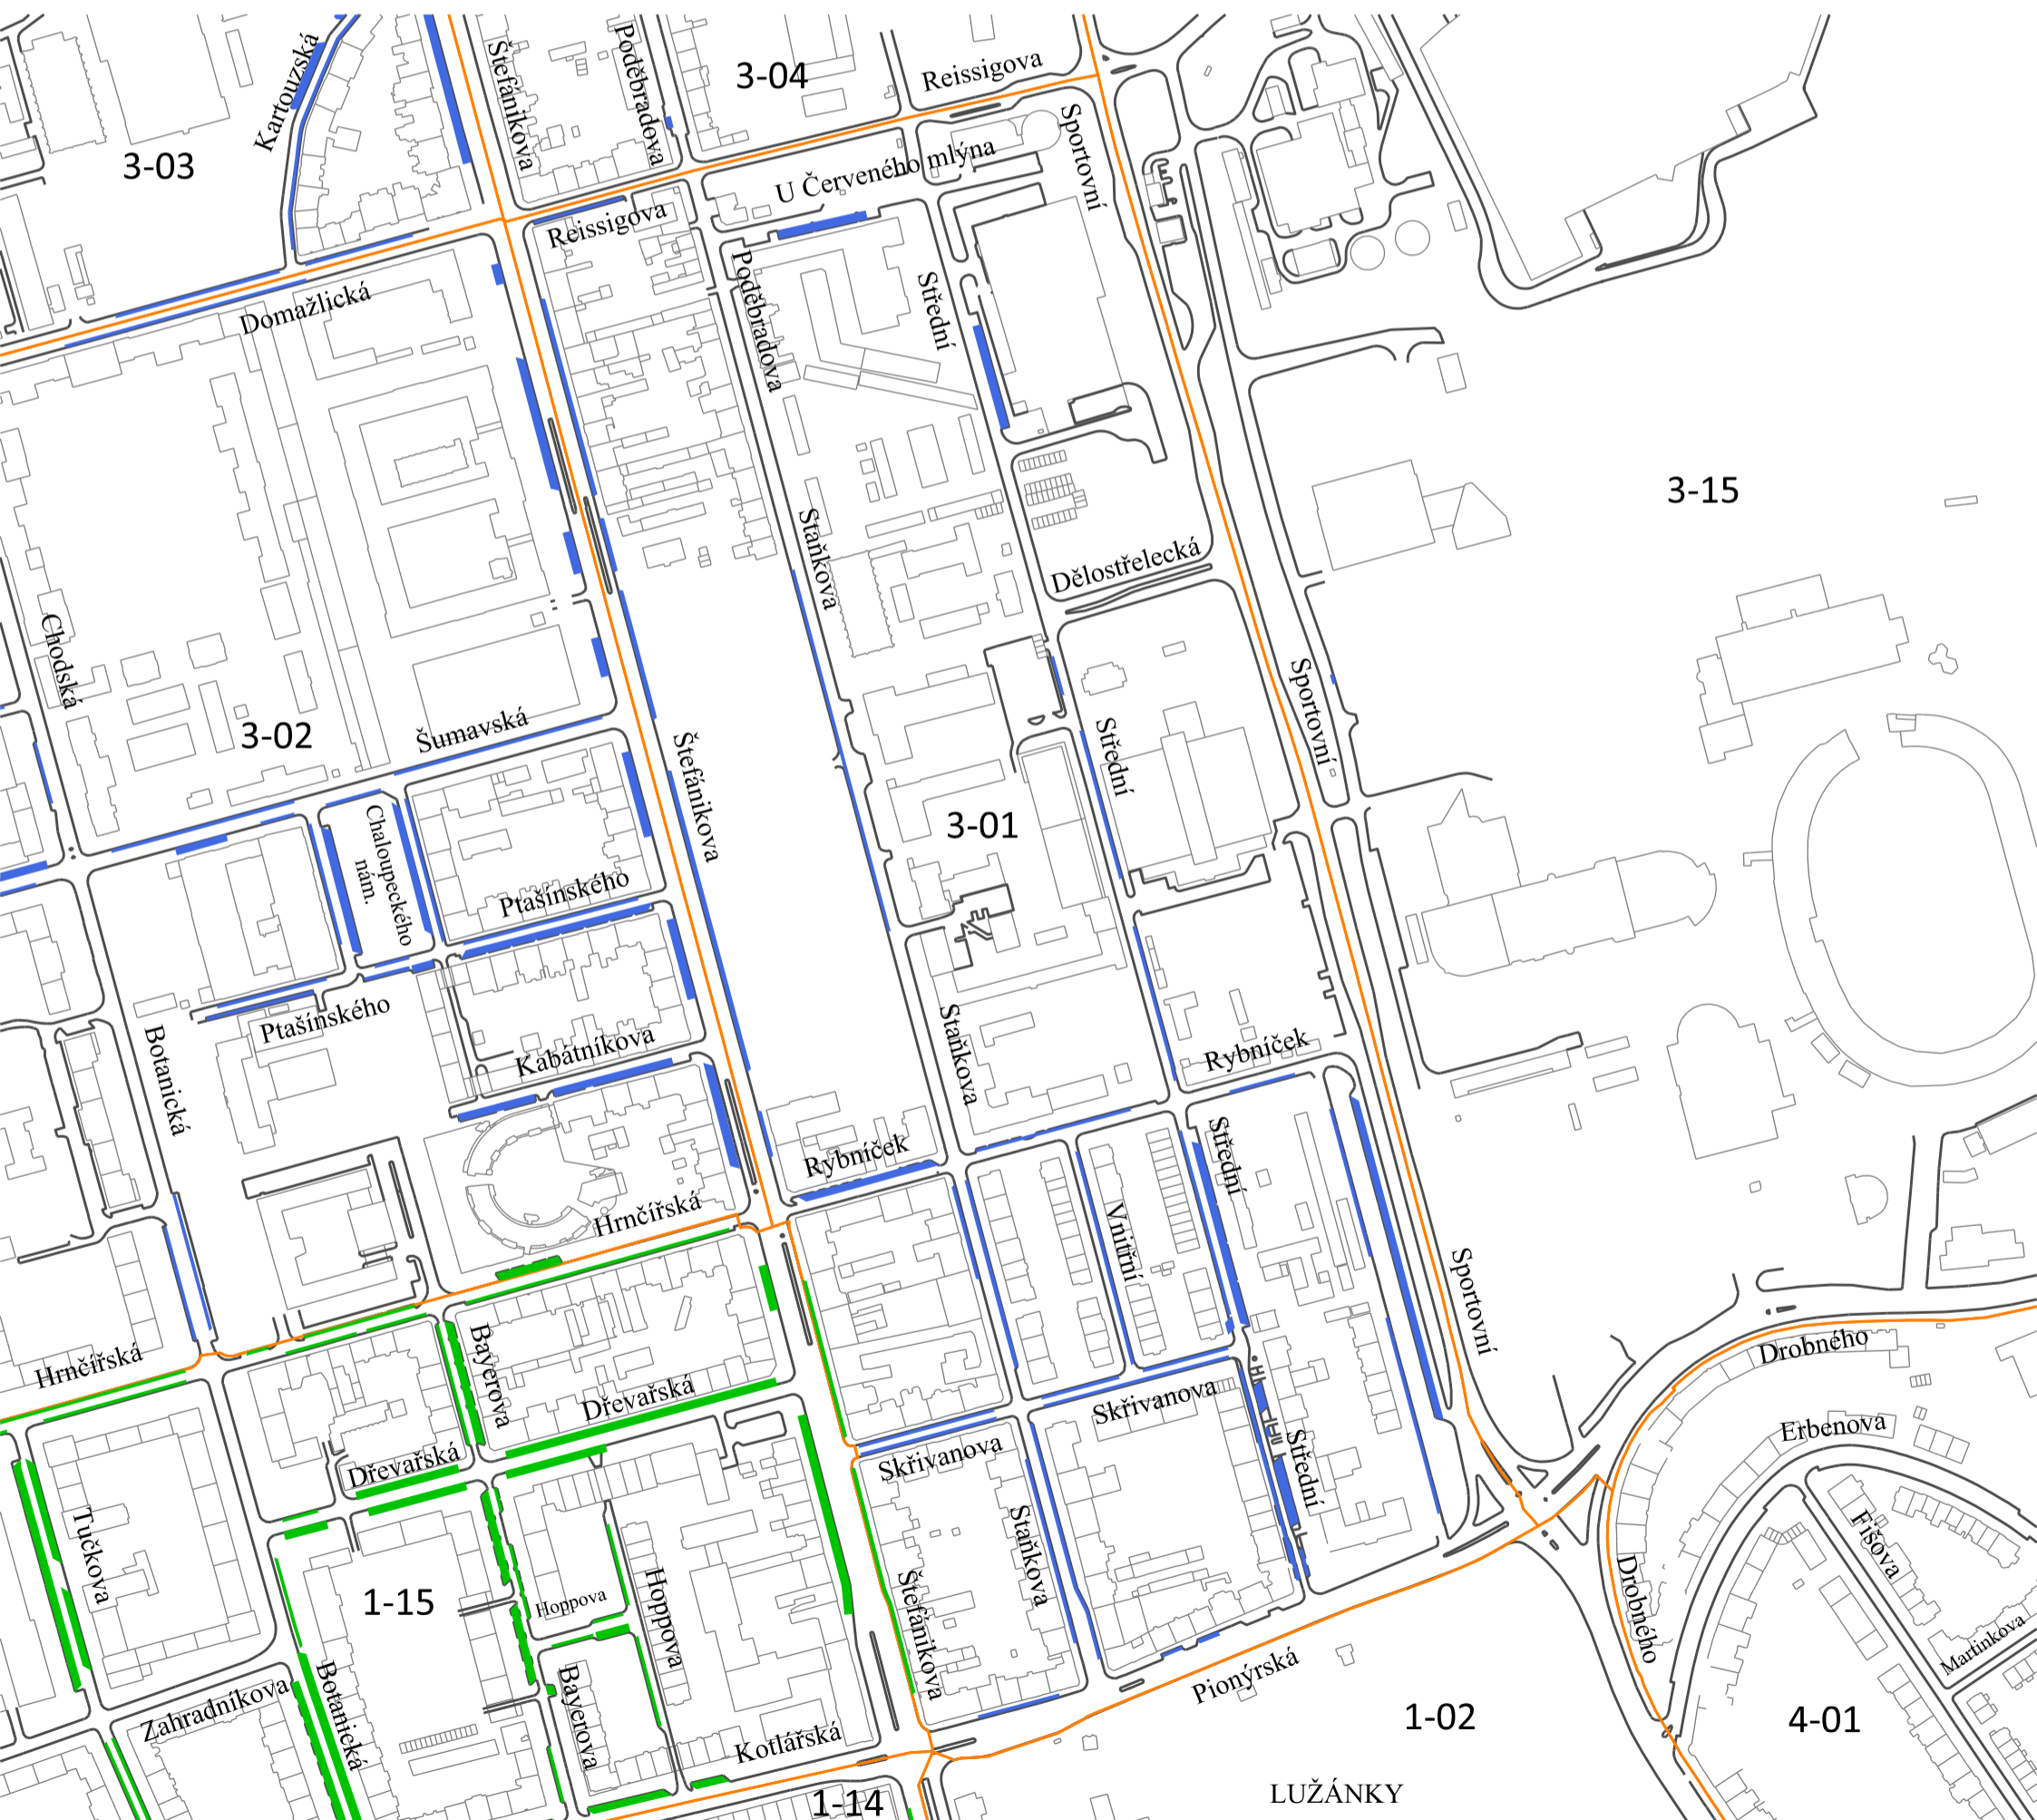 Kartouzská
Štefánikova
Poděbradova
3-04
Reissigova
Sportovní
3-03
U Červeného mlýna
Reissigova
Domažlická
Poděbradova
Střední
3-15
Staňkova
Dělostřelecká
Chodská
3-02
Šumavská
Štefánikova
Střední
Sportovní
Chaloupeckého
nám.
3-01
Ptašínského
Ptašínského
Botanická
Kabátníkova
Staňkova
Rybníček
Rybníček
Střední
Hrnčířská
Vnitřní
Sportovní
Hrnčířská
Bayerova
Dřevařská
Skřivanova
Drobného
Erbenova
Dřevařská
Skřivanova
Střední
Tučkova
Staňkova
Fišova
1-15
Hoppova
Hoppova
Štefánikova
Drobného
Martinkova
Zahradníkova
Botanická
Bayerova
Kotlářská
Pionýrská
1-02
4-01
LUŽÁNKY
1-14